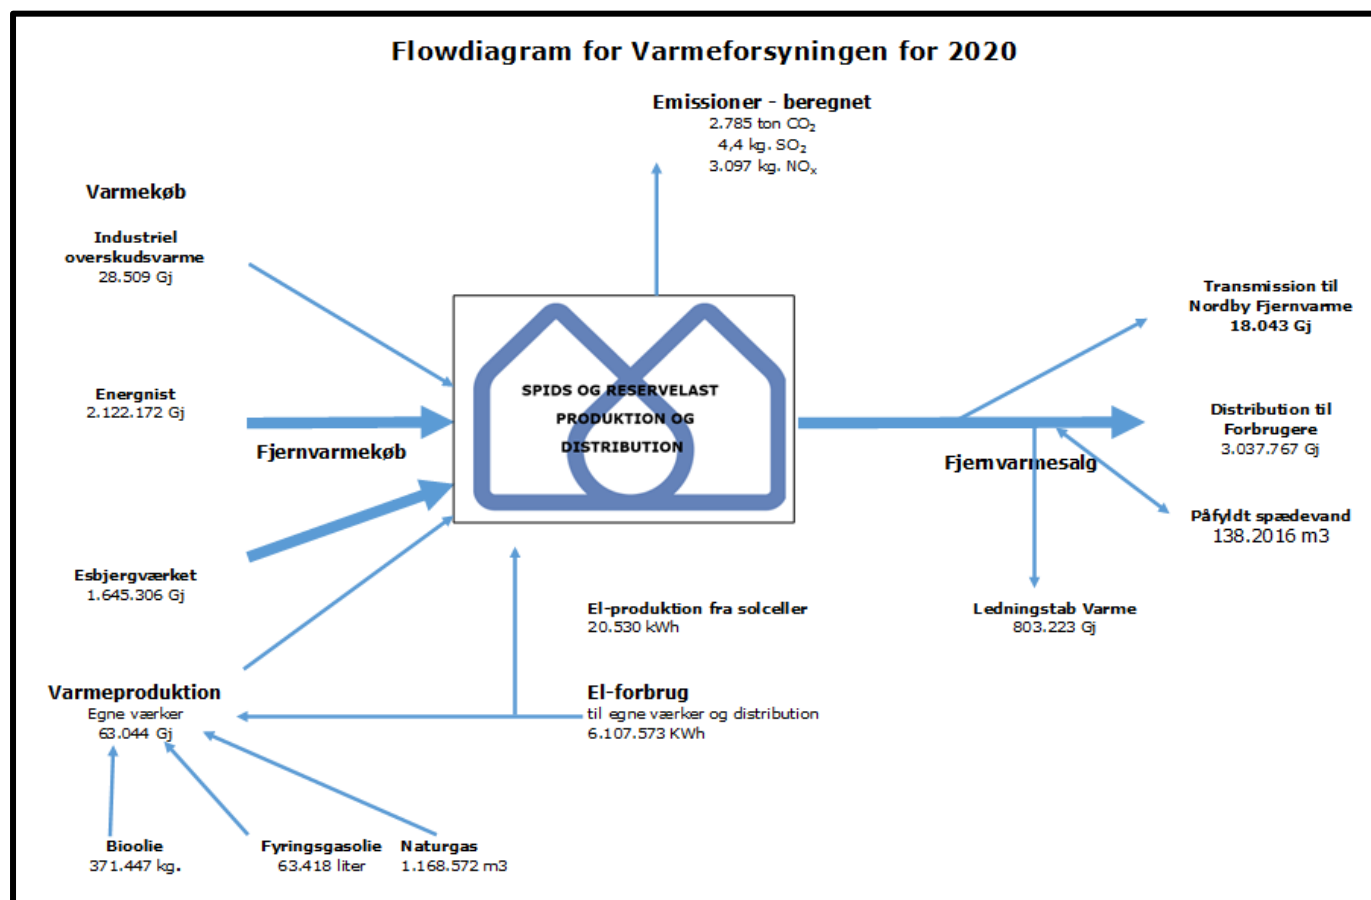 Flowdiagram for Varmeforsyningen for 2020
Emissioner - beregnet
2.785 ton CO₂
4,4 kg. SO₂
3.097 kg. NOₓ
Varmekøb
Industriel
overskudsvarme
28.509 Gj
Energnist
2.122.172 Gj
Fjernvarmekøb
Esbjergværket
1.645.306 Gj
SPIDS OG RESERVELAST
PRODUKTION OG
DISTRIBUTION
Transmission til
Nordby Fjernvarme
18.043 Gj
Distribution til
Forbrugere
3.037.767 Gj
Fjernvarmesalg
Påfyldt spædevand
138.2016 m3
Ledningstab Varme
803.223 Gj
El-produktion fra solceller
20.530 kWh
El-forbrug
til egne værker og distribution
6.107.573 KWh
Varmeproduktion
Egne værker
63.044 Gj
Bioolie
371.447 kg.
Fyringsgasolie
63.418 liter
Naturgas
1.168.572 m3